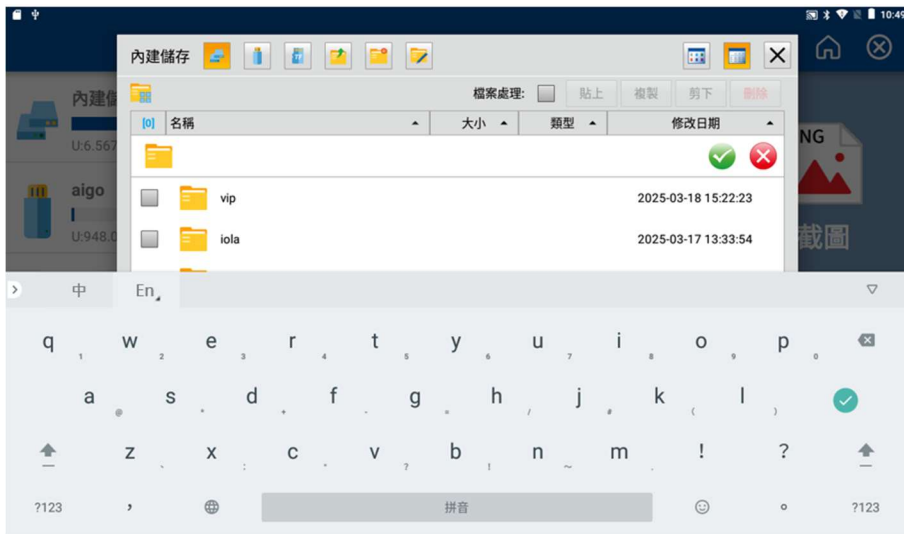 10:49
內建儲存
檔案處理: 貼上 複製 剪下 刪除
[0] 名稱 大小 類型 修改日期
vip 2025-03-18 15:22:23
iola 2025-03-17 13:33:54
內建儲
U:6.567
aigo
U:948.0
NG
截圖
中 En
q 1 w 2 e 3 r 4 t 5 y 6 u 7 i 8 o 9 p 0
a @ s * d + f - g = h / j # k ( l )
z x : c v ? b ! n ~ m ! ?
?123 , 拼音 ?123